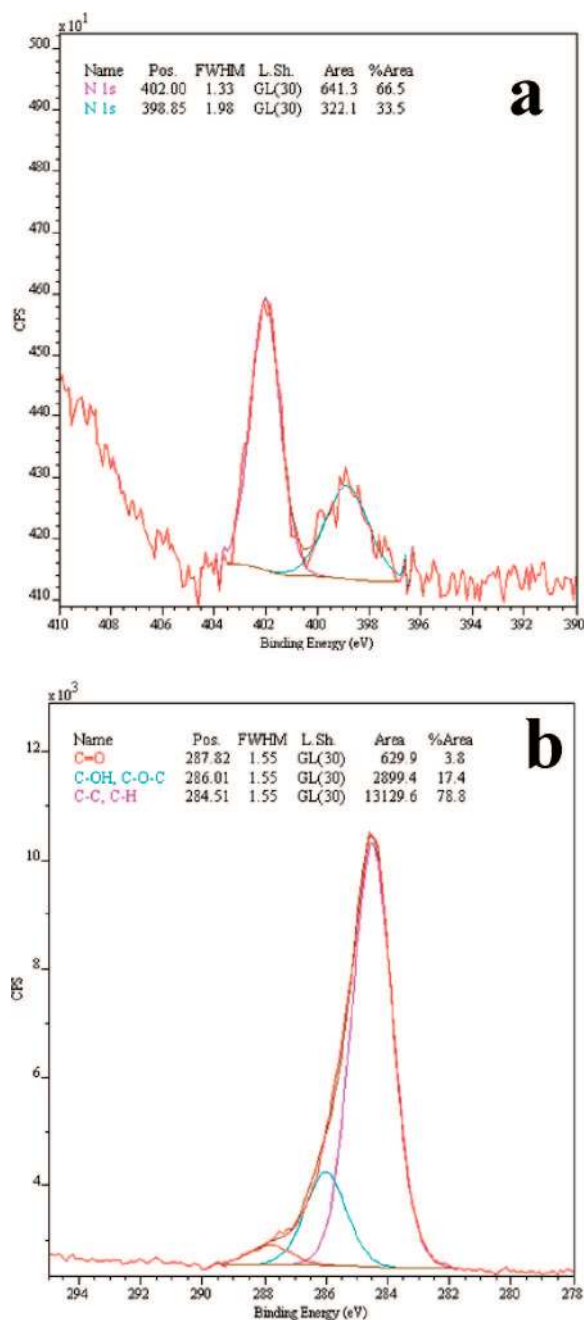 a
x 10¹
Name Pos. FWHM L.Sh. Area %Area
N 1s 402.00 1.33 GL(30) 641.3 66.5
N 1s 398.85 1.98 GL(30) 322.1 33.5
500
490
480
470
460
450
440
430
420
410
CPS
410 408 406 404 402 400 398 396 394 392 390
Binding Energy (eV)
b
x 10³
Name Pos. FWHM L.Sh. Area %Area
C=O 287.82 1.55 GL(30) 629.9 3.8
C-OH, C-O-C 286.01 1.55 GL(30) 2899.4 17.4
C-C, C-H 284.51 1.55 GL(30) 13129.6 78.8
12
10
8
6
4
CPS
294 292 290 288 286 284 282 280 278
Binding Energy (eV)